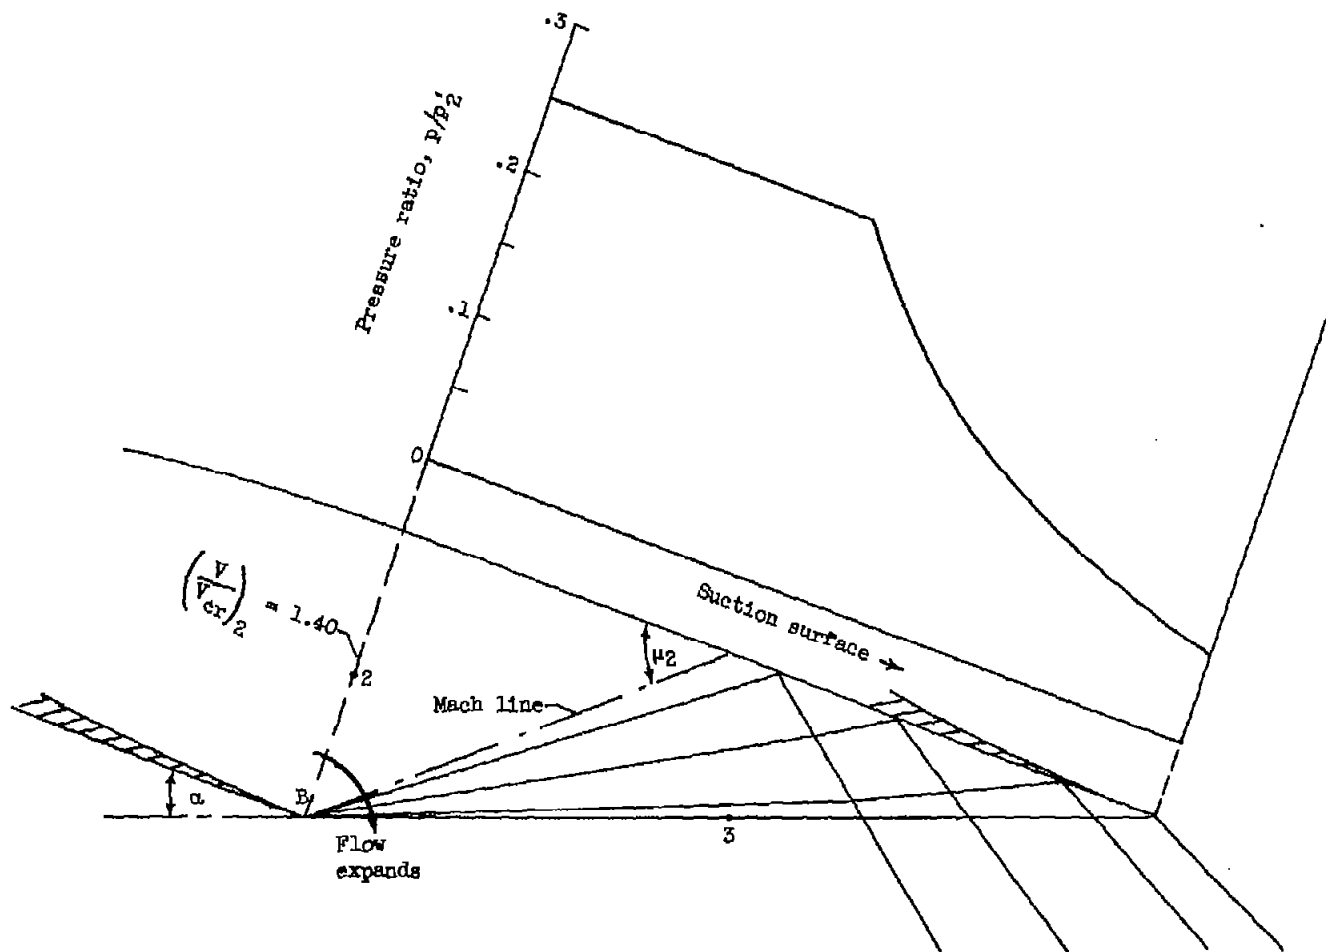 .3
Pressure ratio, p/p₂'
.2
.1
0
(V/Vcr)₂ = 1.40
2
Suction surface →
μ₂
Mach line
α
B
Flow
expands
3